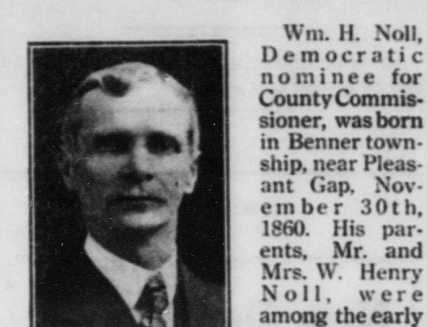 Wm. H. Noll,
Democratic
nominee for
County Commis-
sioner, was born
in Benner town-
ship, near Pleas-
ant Gap, Nov-
ember 30th,
1860. His par-
ents, Mr. and
Mrs. W. Henry
Noll, were
among the early